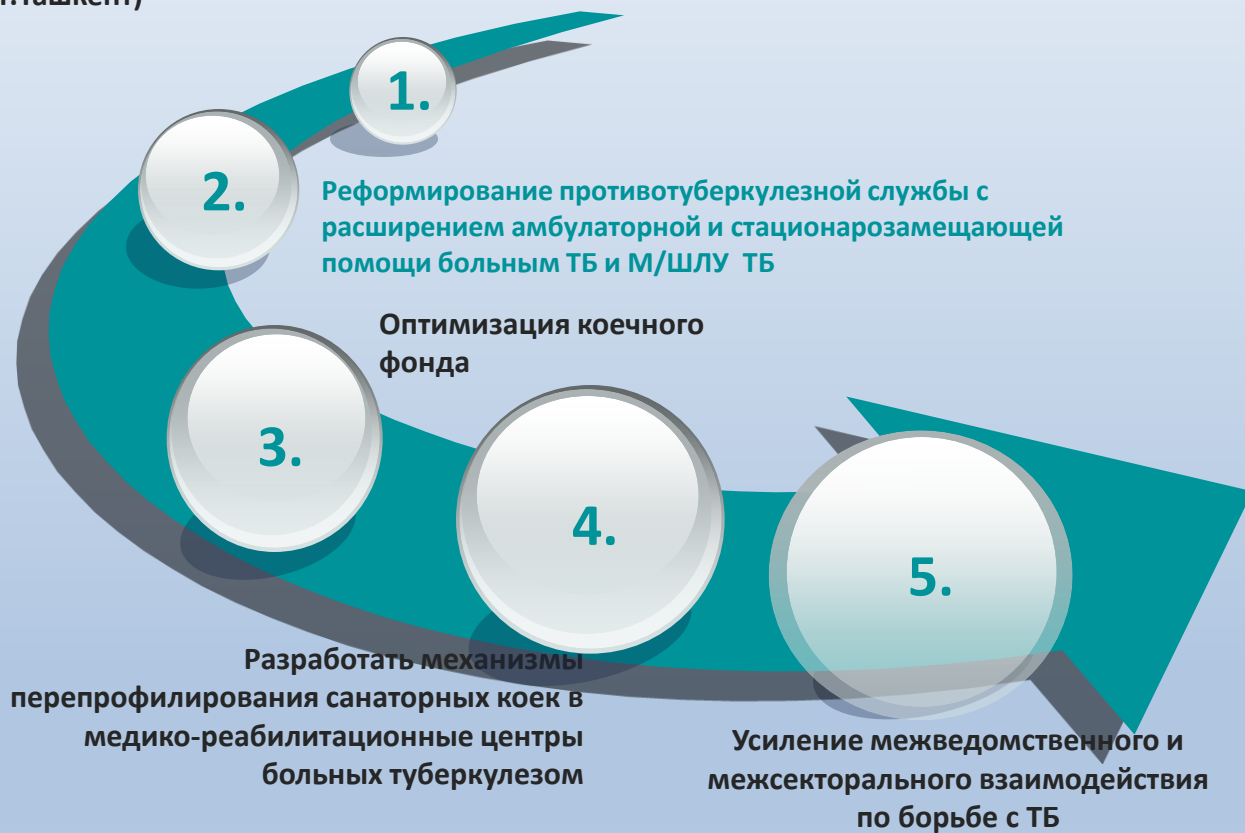 г.Ташкент)
1.
2.
Реформирование противотуберкулезной службы с
расширением амбулаторной и стационарозамещающей
помощи больным ТБ и М/ШЛУ ТБ
Оптимизация коечного
фонда
3.
4.
5.
Разработать механизмы
перепрофилирования санаторных коек в
медико-реабилитационные центры
больных туберкулезом
Усиление межведомственного и
межсекторального взаимодействия
по борьбе с ТБ